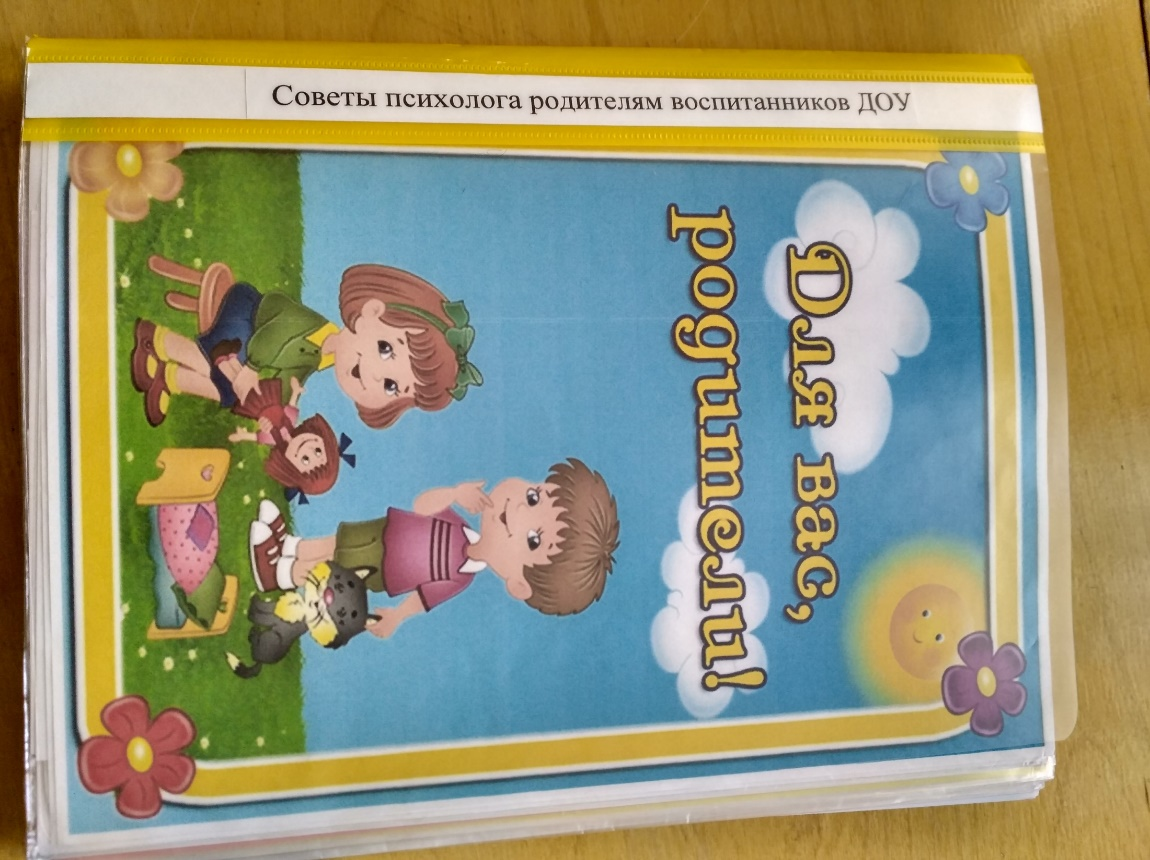 Советы психолога родителям воспитанников ДОУ
Для вас,
родители!